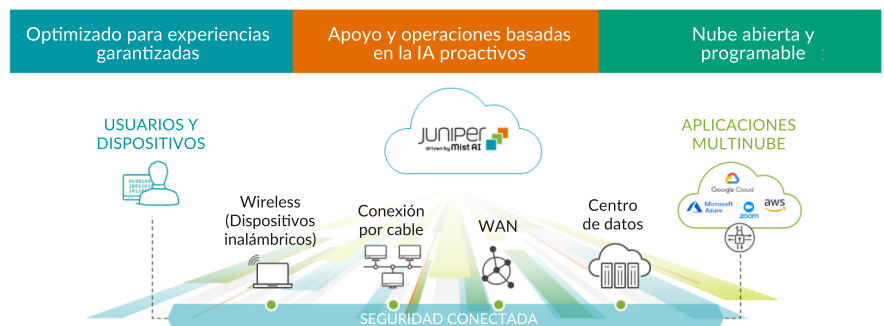 Optimizado para experiencias
garantizadas
Apoyo y operaciones basadas
en la IA proactivos
Nube abierta y
programable
USUARIOS Y
DISPOSITIVOS
JUNIPer
driven by Mist AI
APLICACIONES
MULTINUBE
Google Cloud
Microsoft
Azure
zoom
aws
Wireless
(Dispositivos
inalámbricos)
Conexión
por cable
WAN
Centro
de datos
SEGURIDAD CONECTADA